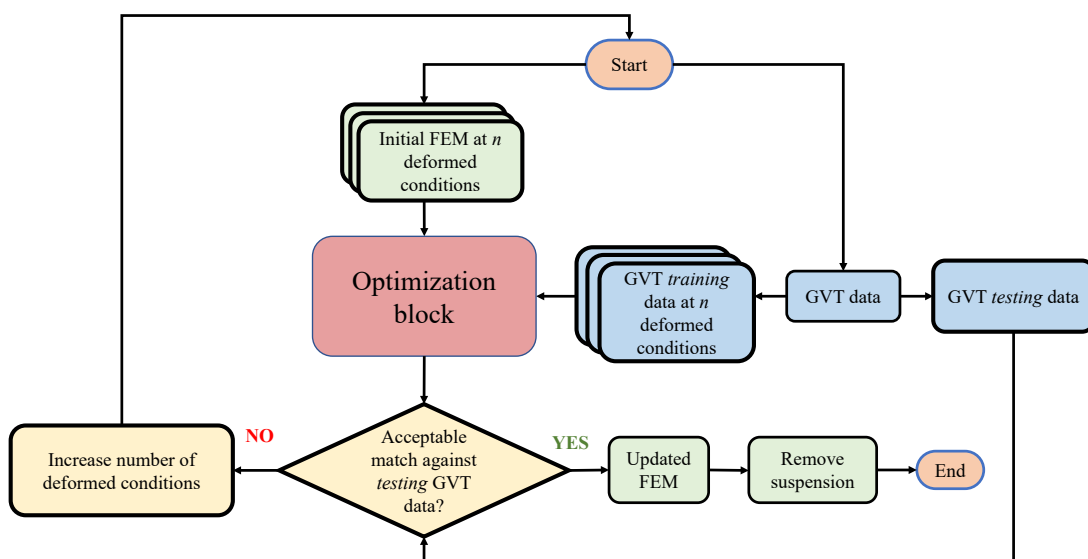 Start
Initial FEM at n
deformed
conditions
Optimization
block
GVT training
data at n
deformed
conditions
GVT data
GVT testing data
NO
Increase number of
deformed conditions
Acceptable
match against
testing GVT
data?
YES
Updated
FEM
Remove
suspension
End